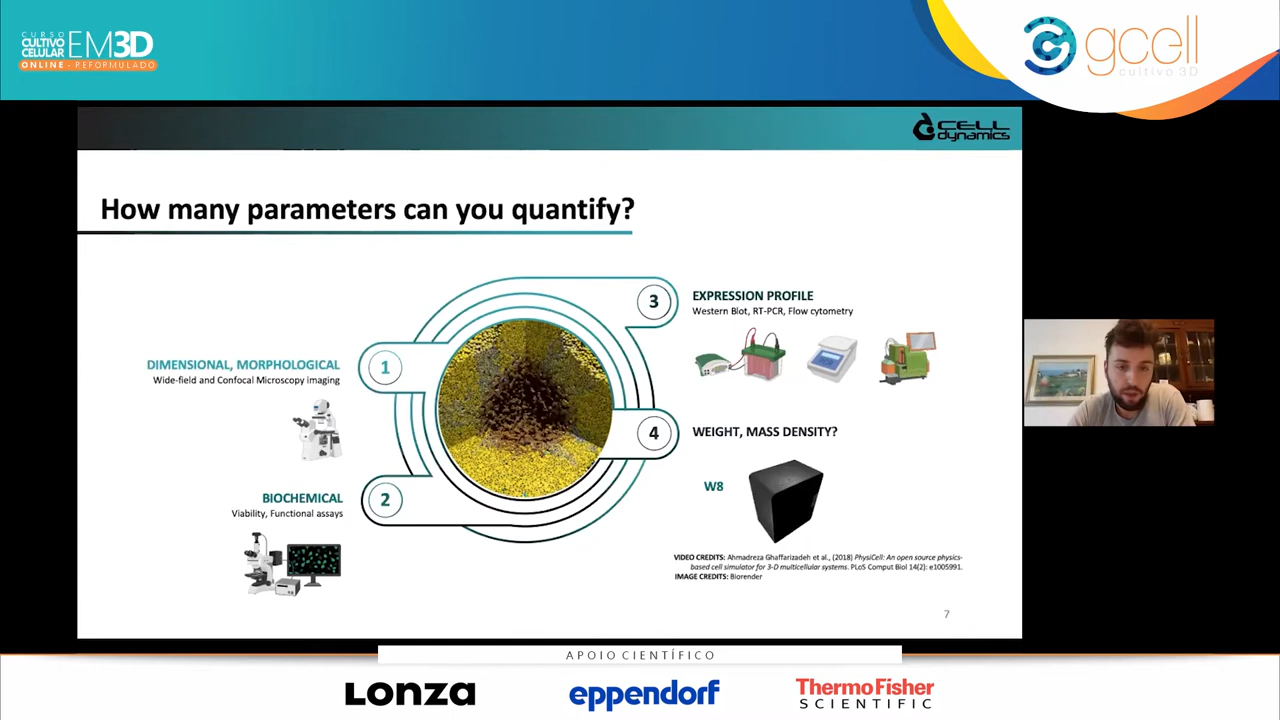 CURSO
CULTIVO
CELULAR
EM3D
ONLINE - REFORMULADO
gcell
cultivo 3D
CELL
dynamics
How many parameters can you quantify?
1
DIMENSIONAL, MORPHOLOGICAL
Wide-field and Confocal Microscopy imaging
2
BIOCHEMICAL
Viability, Functional assays
3
EXPRESSION PROFILE
Western Blot, RT-PCR, Flow cytometry
4
WEIGHT, MASS DENSITY?
W8
VIDEO CREDITS: Ahmadreza Ghaffarizadeh et al., (2018) PhysiCell: An open source physics-
based cell simulator for 3-D multicellular systems. PLoS Comput Biol 14(2): e1005991.
IMAGE CREDITS: Biorender
7
APOIO CIENTÍFICO
Lonza
eppendorf
ThermoFisher
SCIENTIFIC